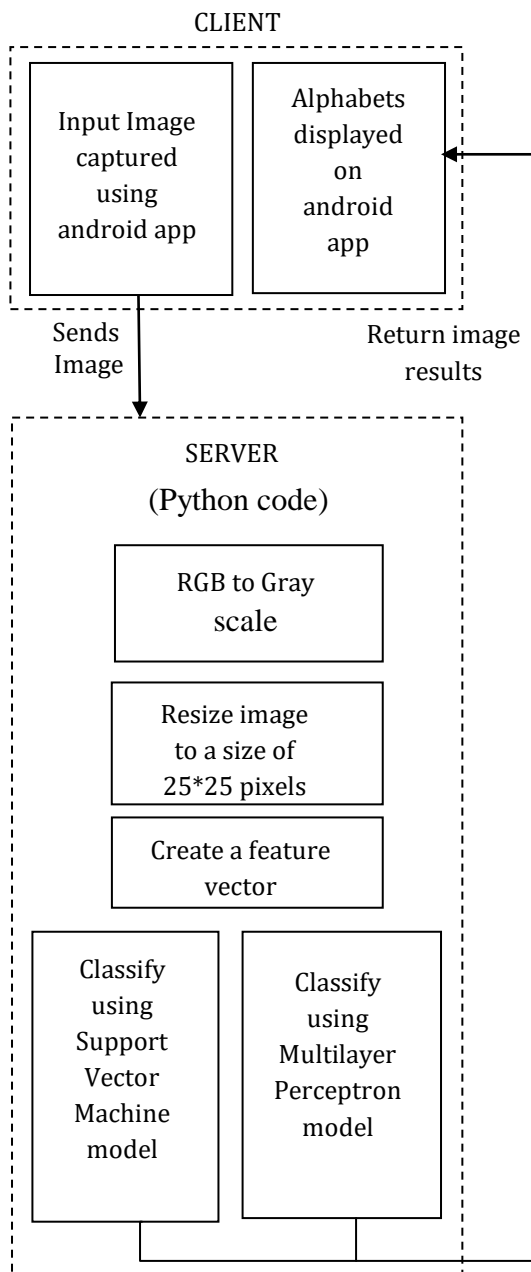 CLIENT
Input Image
captured
using
android app
Alphabets
displayed
on
android
app
Sends
Image
Return image
results
SERVER
(Python code)
RGB to Gray
scale
Resize image
to a size of
25*25 pixels
Create a feature
vector
Classify
using
Support
Vector
Machine
model
Classify
using
Multilayer
Perceptron
model